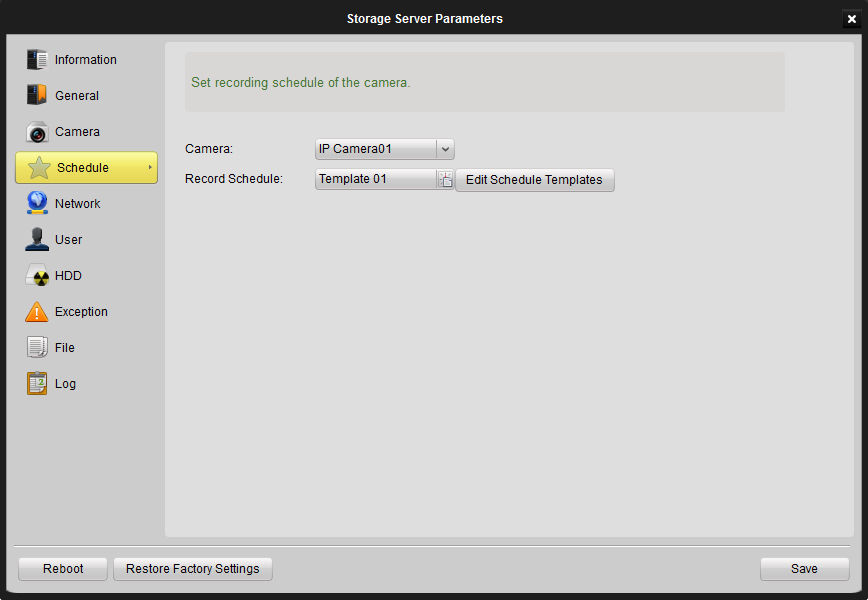 Storage Server Parameters
Information
General
Camera
Schedule
Network
User
HDD
Exception
File
Log
Set recording schedule of the camera.
Camera: IP Camera01
Record Schedule: Template 01 Edit Schedule Templates
Reboot Restore Factory Settings Save